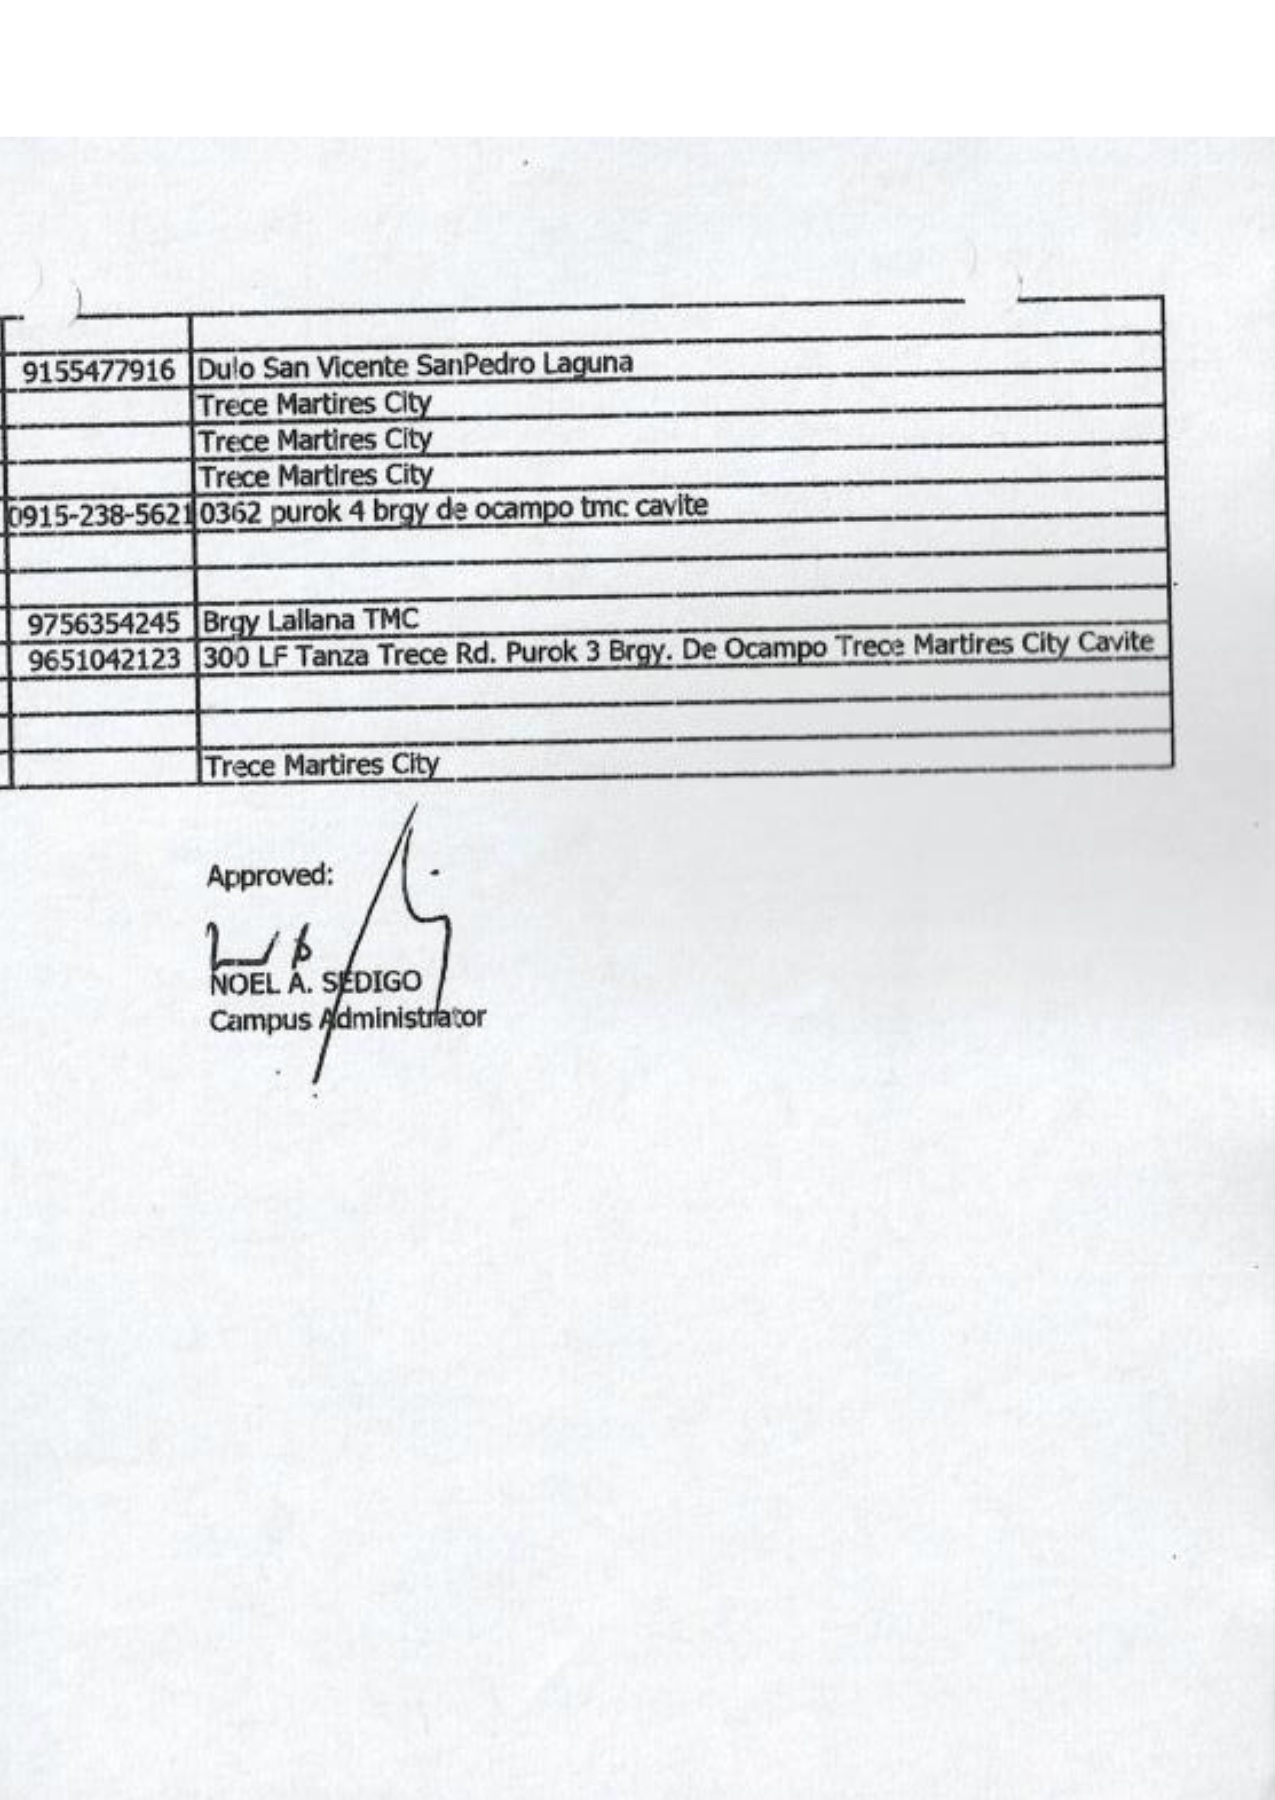 9155477916 Dulo San Vicente SanPedro Laguna
Trece Martires City
Trece Martires City
Trece Martires City
0915-238-5621 0362 purok 4 brgy de ocampo tmc cavite
9756354245 Brgy Lallana TMC
9651042123 300 LF Tanza Trece Rd. Purok 3 Brgy. De Ocampo Trece Martires City Cavite
Trece Martires City
Approved:
NOEL A. SEDIGO
Campus Administrator